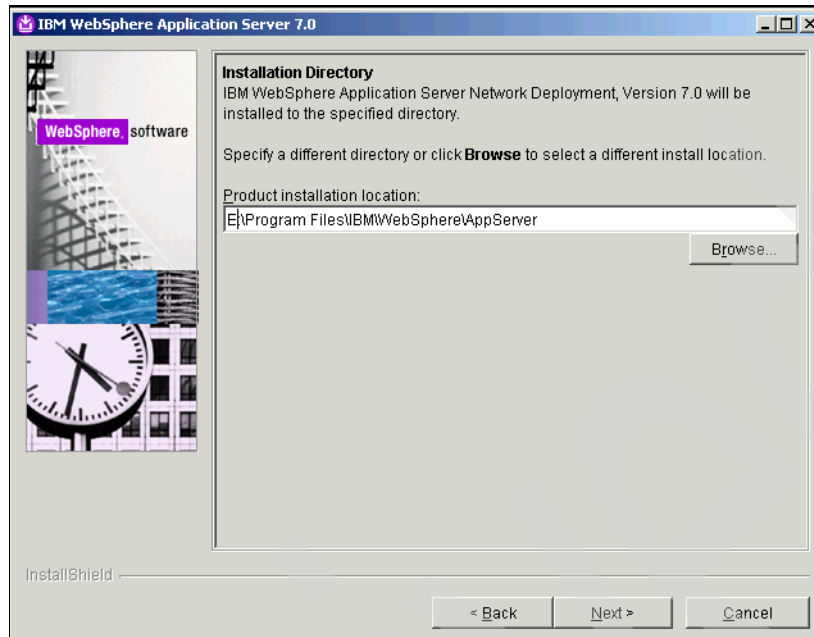 IBM WebSphere Application Server 7.0
WebSphere. software
Installation Directory
IBM WebSphere Application Server Network Deployment, Version 7.0 will be
installed to the specified directory.
Specify a different directory or click Browse to select a different install location.
Product installation location:
E:\Program Files\IBM\WebSphere\AppServer
Browse...
InstallShield
< Back
Next >
Cancel